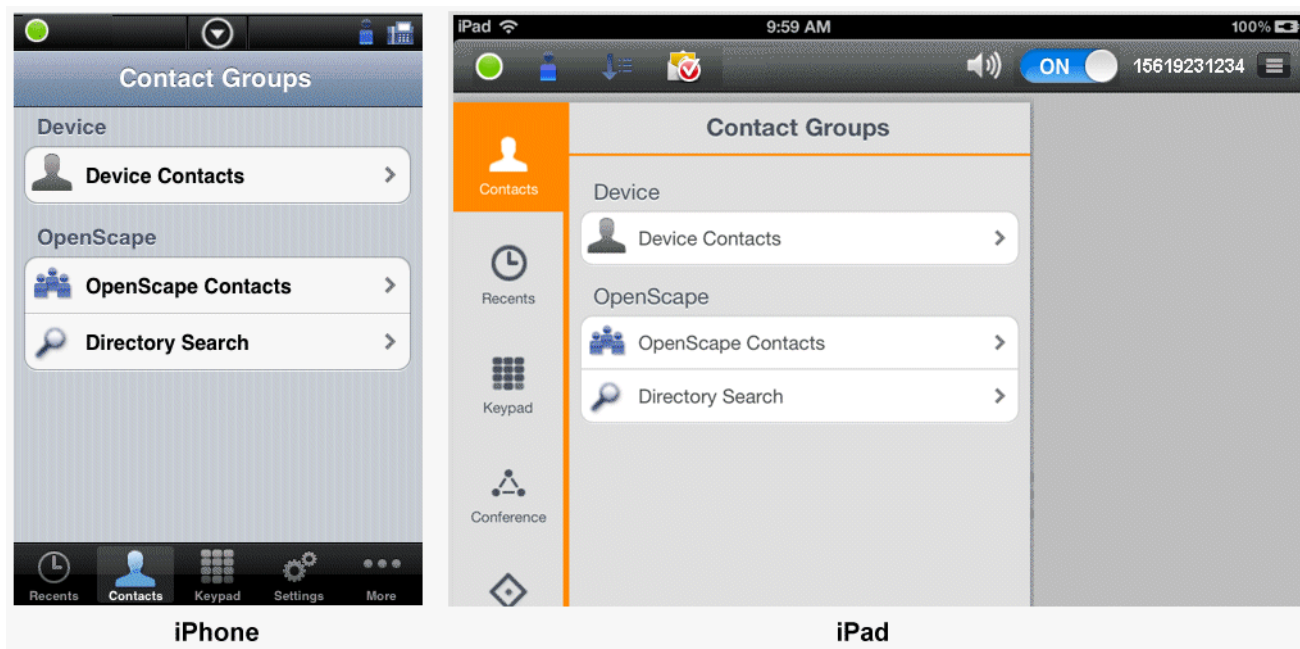 Contact Groups
Device
Device Contacts
OpenScape
OpenScape Contacts
Directory Search
Recents Contacts Keypad Settings More
iPhone
iPad 9:59 AM 100%
ON 15619231234
Contacts
Recents
Keypad
Conference
Contact Groups
Device
Device Contacts
OpenScape
OpenScape Contacts
Directory Search
iPad